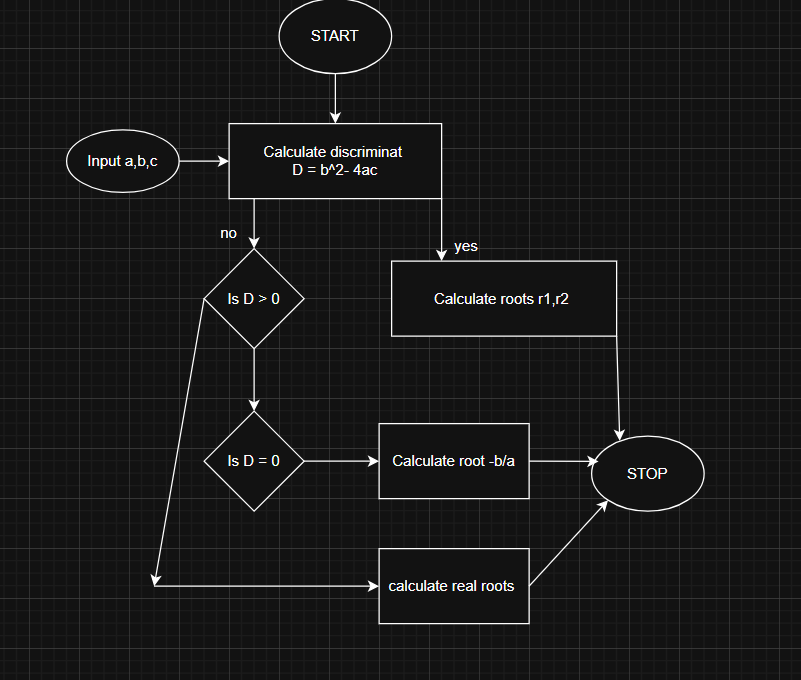 START
Input a,b,c
Calculate discriminat
D = b^2- 4ac
no
yes
Is D > 0
Calculate roots r1,r2
Is D = 0
Calculate root -b/a
STOP
calculate real roots